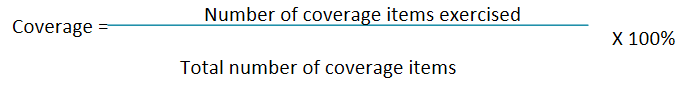 Number of coverage items exercised
Coverage =
X 100%
Total number of coverage items